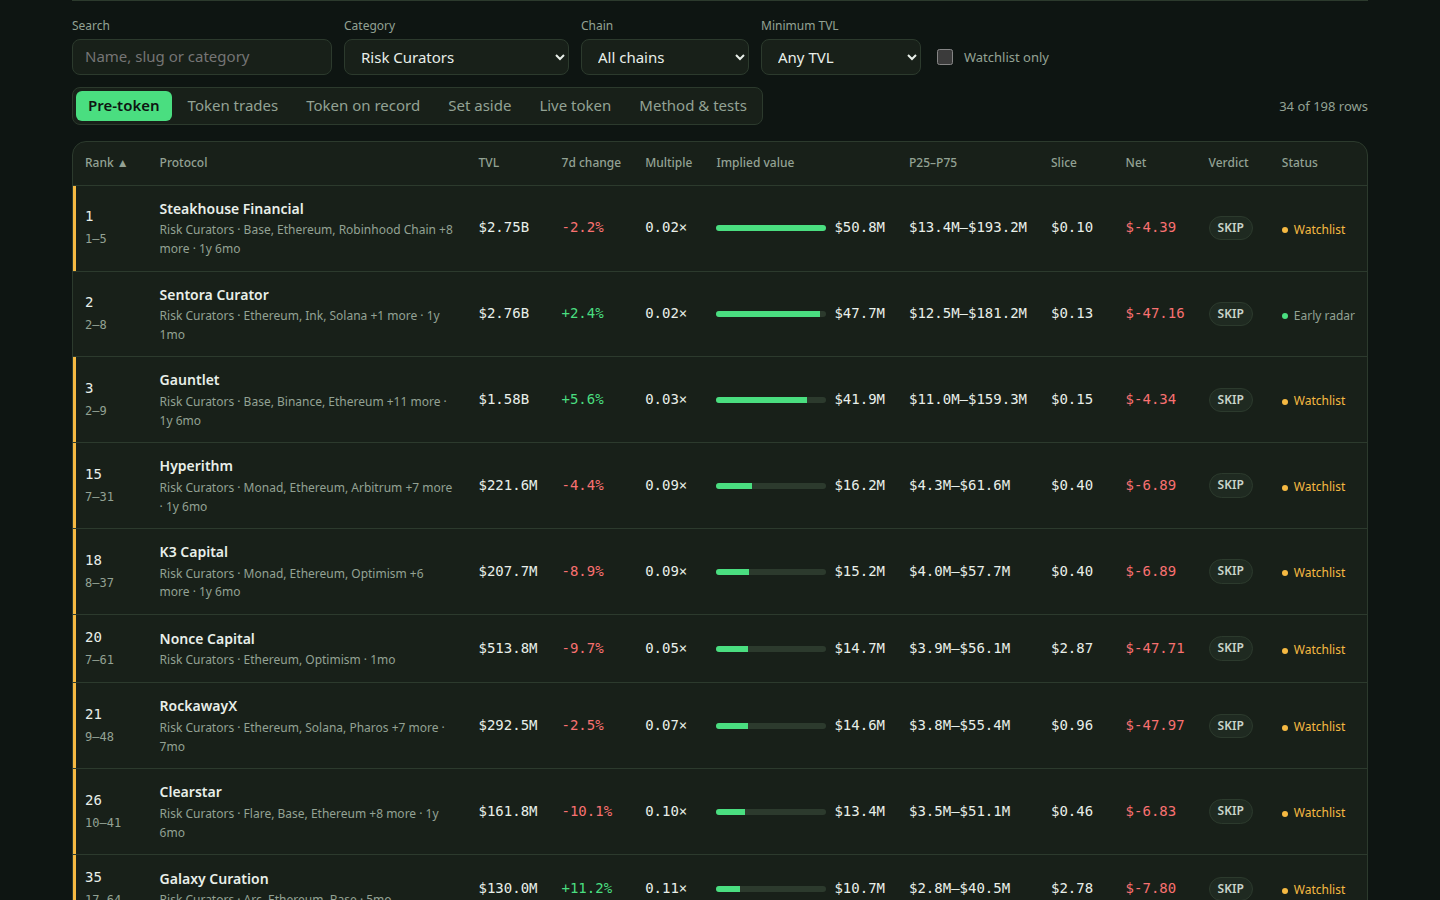 Search Category Chain Minimum TVL
Name, slug or category Risk Curators All chains Any TVL Watchlist only
Pre-token Token trades Token on record Set aside Live token Method & tests 34 of 198 rows
Rank ▲ Protocol TVL 7d change Multiple Implied value P25–P75 Slice Net Verdict Status
1 Steakhouse Financial $2.75B -2.2% 0.02× $50.8M $13.4M–$193.2M $0.10 $-4.39 SKIP Watchlist
1–5 Risk Curators · Base, Ethereum, Robinhood Chain +8
more · 1y 6mo
2 Sentora Curator $2.76B +2.4% 0.02× $47.7M $12.5M–$181.2M $0.13 $-47.16 SKIP Early radar
2–8 Risk Curators · Ethereum, Ink, Solana +1 more · 1y
1mo
3 Gauntlet $1.58B +5.6% 0.03× $41.9M $11.0M–$159.3M $0.15 $-4.34 SKIP Watchlist
2–9 Risk Curators · Base, Binance, Ethereum +11 more ·
1y 6mo
15 Hyperithm $221.6M -4.4% 0.09× $16.2M $4.3M–$61.6M $0.40 $-6.89 SKIP Watchlist
7–31 Risk Curators · Monad, Ethereum, Arbitrum +7 more
· 1y 6mo
18 K3 Capital $207.7M -8.9% 0.09× $15.2M $4.0M–$57.7M $0.40 $-6.89 SKIP Watchlist
8–37 Risk Curators · Monad, Ethereum, Optimism +6
more · 1y 6mo
20 Nonce Capital $513.8M -9.7% 0.05× $14.7M $3.9M–$56.1M $2.87 $-47.71 SKIP Watchlist
7–61 Risk Curators · Ethereum, Optimism · 1mo
21 RockawayX $292.5M -2.5% 0.07× $14.6M $3.8M–$55.4M $0.96 $-47.97 SKIP Watchlist
9–48 Risk Curators · Ethereum, Solana, Pharos +7 more ·
7mo
26 Clearstar $161.8M -10.1% 0.10× $13.4M $3.5M–$51.1M $0.46 $-6.83 SKIP Watchlist
10–41 Risk Curators · Flare, Base, Ethereum +8 more · 1y
6mo
35 Galaxy Curation $130.0M +11.2% 0.11× $10.7M $2.8M–$40.5M $2.78 $-7.80 SKIP Watchlist
17–64 Risk Curators · Arc, Ethereum, Base · 5mo